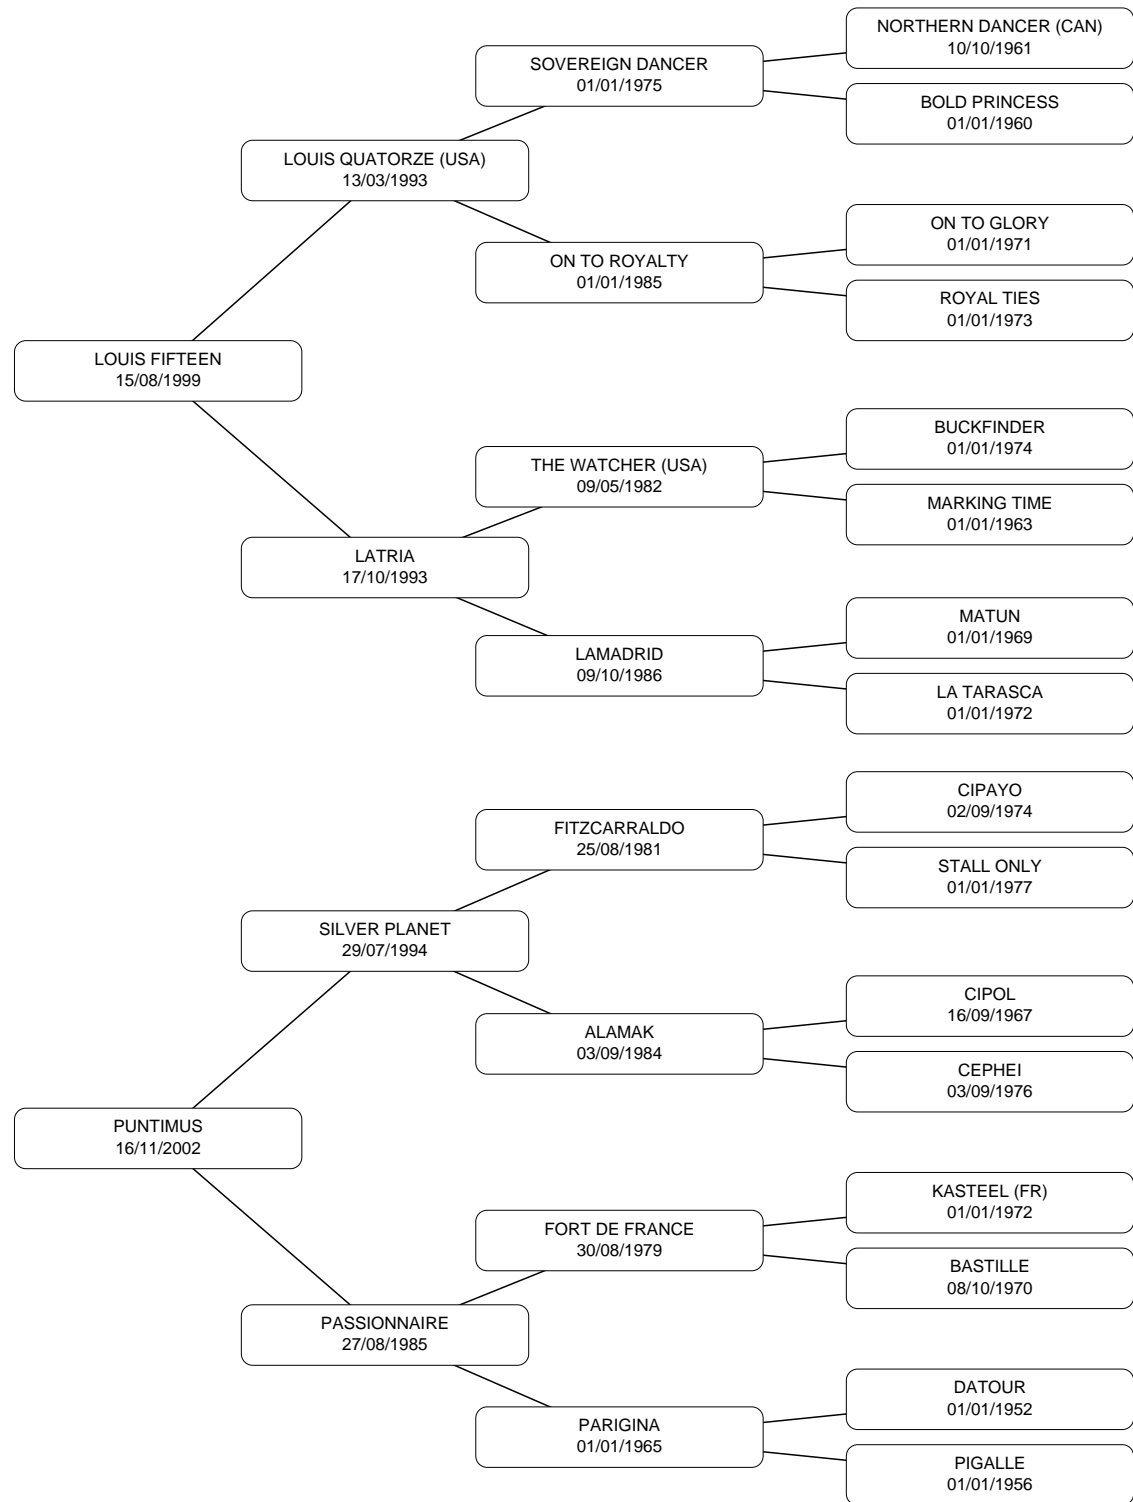 NORTHERN DANCER (CAN)
10/10/1961
SOVEREIGN DANCER
01/01/1975
BOLD PRINCESS
01/01/1960
LOUIS QUATORZE (USA)
13/03/1993
ON TO GLORY
01/01/1971
ON TO ROYALTY
01/01/1985
ROYAL TIES
01/01/1973
LOUIS FIFTEEN
15/08/1999
BUCKFINDER
01/01/1974
THE WATCHER (USA)
09/05/1982
MARKING TIME
01/01/1963
LATRIA
17/10/1993
MATUN
01/01/1969
LAMADRID
09/10/1986
LA TARASCA
01/01/1972
CIPAYO
02/09/1974
FITZCARRALDO
25/08/1981
STALL ONLY
01/01/1977
SILVER PLANET
29/07/1994
CIPOL
16/09/1967
ALAMAK
03/09/1984
CEPHEI
03/09/1976
PUNTIMUS
16/11/2002
KASTEEL (FR)
01/01/1972
FORT DE FRANCE
30/08/1979
BASTILLE
08/10/1970
PASSIONNAIRE
27/08/1985
DATOUR
01/01/1952
PARIGINA
01/01/1965
PIGALLE
01/01/1956